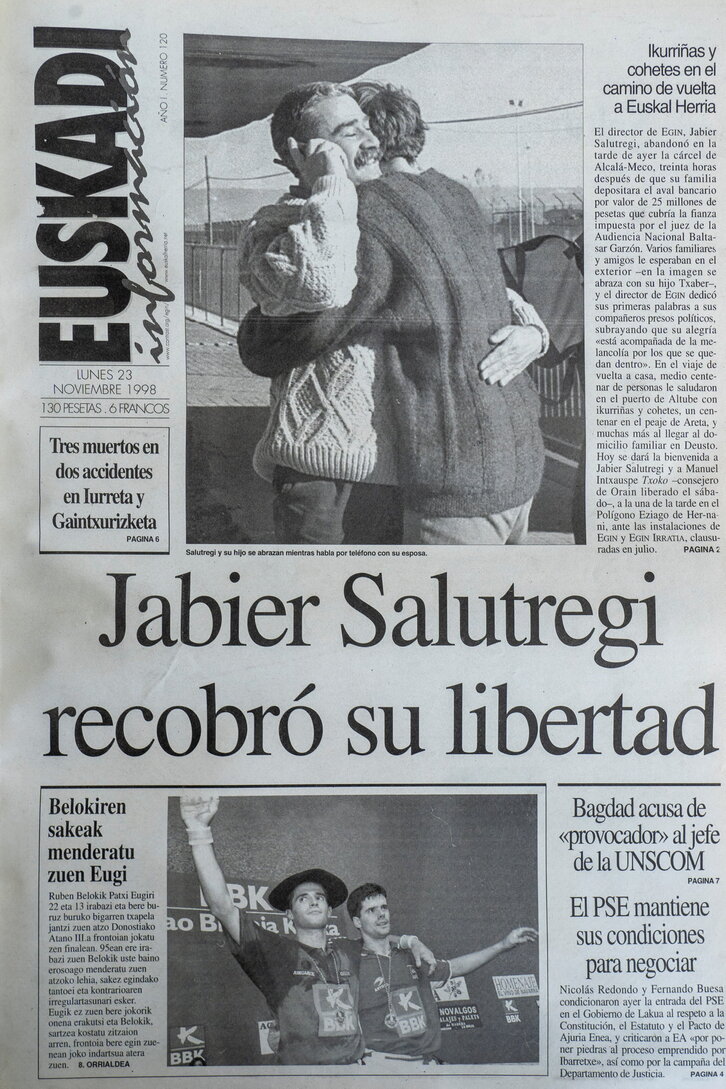 EUSKADI
información
AÑO I . NÚMERO 120
LUNES 23
NOVIEMBRE 1998
130 PESETAS . 6 FRANCOS
Tres muertos en
dos accidentes
en Iurreta y
Gaintxurizketa
PAGINA 6
Salutregi y su hijo se abrazan mientras habla por teléfono con su esposa.
Ikurriñas y
cohetes en el
camino de vuelta
a Euskal Herria
El director de EGIN, Jabier
Salutregi, abandonó en la
tarde de ayer la cárcel de
Alcalá-Meco, treinta horas
después de que su familia
depositara el aval bancario
por valor de 25 millones de
pesetas que cubría la fianza
impuesta por el juez de la
Audiencia Nacional Balta-
sar Garzón. Varios familiares
y amigos le esperaban en el
exterior –en la imagen se
abraza con su hijo Txaber–,
y el director de EGIN dedicó
sus primeras palabras a sus
compañeros presos políticos,
subrayando que su alegría
«está acompañada de la me-
lancolía por los que se que-
dan dentro». En el viaje de
vuelta a casa, medio cente-
nar de personas le saludaron
en el puerto de Altube con
ikurriñas y cohetes, un cen-
tenar en el peaje de Areta, y
muchas más al llegar al do-
micilio familiar en Deusto.
Hoy se dará la bienvenida a
Jabier Salutregi y a Manuel
Intxauspe Txoko –consejero
de Orain liberado el sába-
do–, a la una de la tarde en el
Polígono Eziago de Her-na-
ni, ante las instalaciones de
EGIN y EGIN IRRATIA, clausu-
radas en julio. PAGINA 2
Jabier Salutregi
recobró su libertad
Belokiren
sakeak
menderatu
zuen Eugi
Ruben Belokik Patxi Eugiri
22 eta 13 irabazi eta bere bu-
ruz buruko bigarren txapela
jantzi zuen atzo Donostiako
Atano III.a frontoian jokatu
zen finalean. 95ean ere ira-
bazi zuen Belokik uste baino
erosoago menderatu zuen
atzoko lehia, sakez egindako
tantoei eta kontrarioaren
irregulartasunari esker.
Eugik ez zuen bere jokorik
onena erakutsi eta Belokik,
sartzea kostatu zitzaion
arren, frontoia bere egin zue-
nean joko indartsua atera
zuen. 8. ORRIALDEA
BBK
BBK
BBK
BBK
NOVALGOS
HOMENAJE
Bagdad acusa de
«provocador» al jefe
de la UNSCOM
PAGINA 7
El PSE mantiene
sus condiciones
para negociar
Nicolás Redondo y Fernando Buesa
condicionaron ayer la entrada del PSE
en el Gobierno de Lakua al respeto a la
Constitución, el Estatuto y el Pacto de
Ajuria Enea, y criticaron a EA «por po-
ner piedras al proceso emprendido por
Ibarretxe», así como por la campaña del
Departamento de Justicia. PAGINA 4